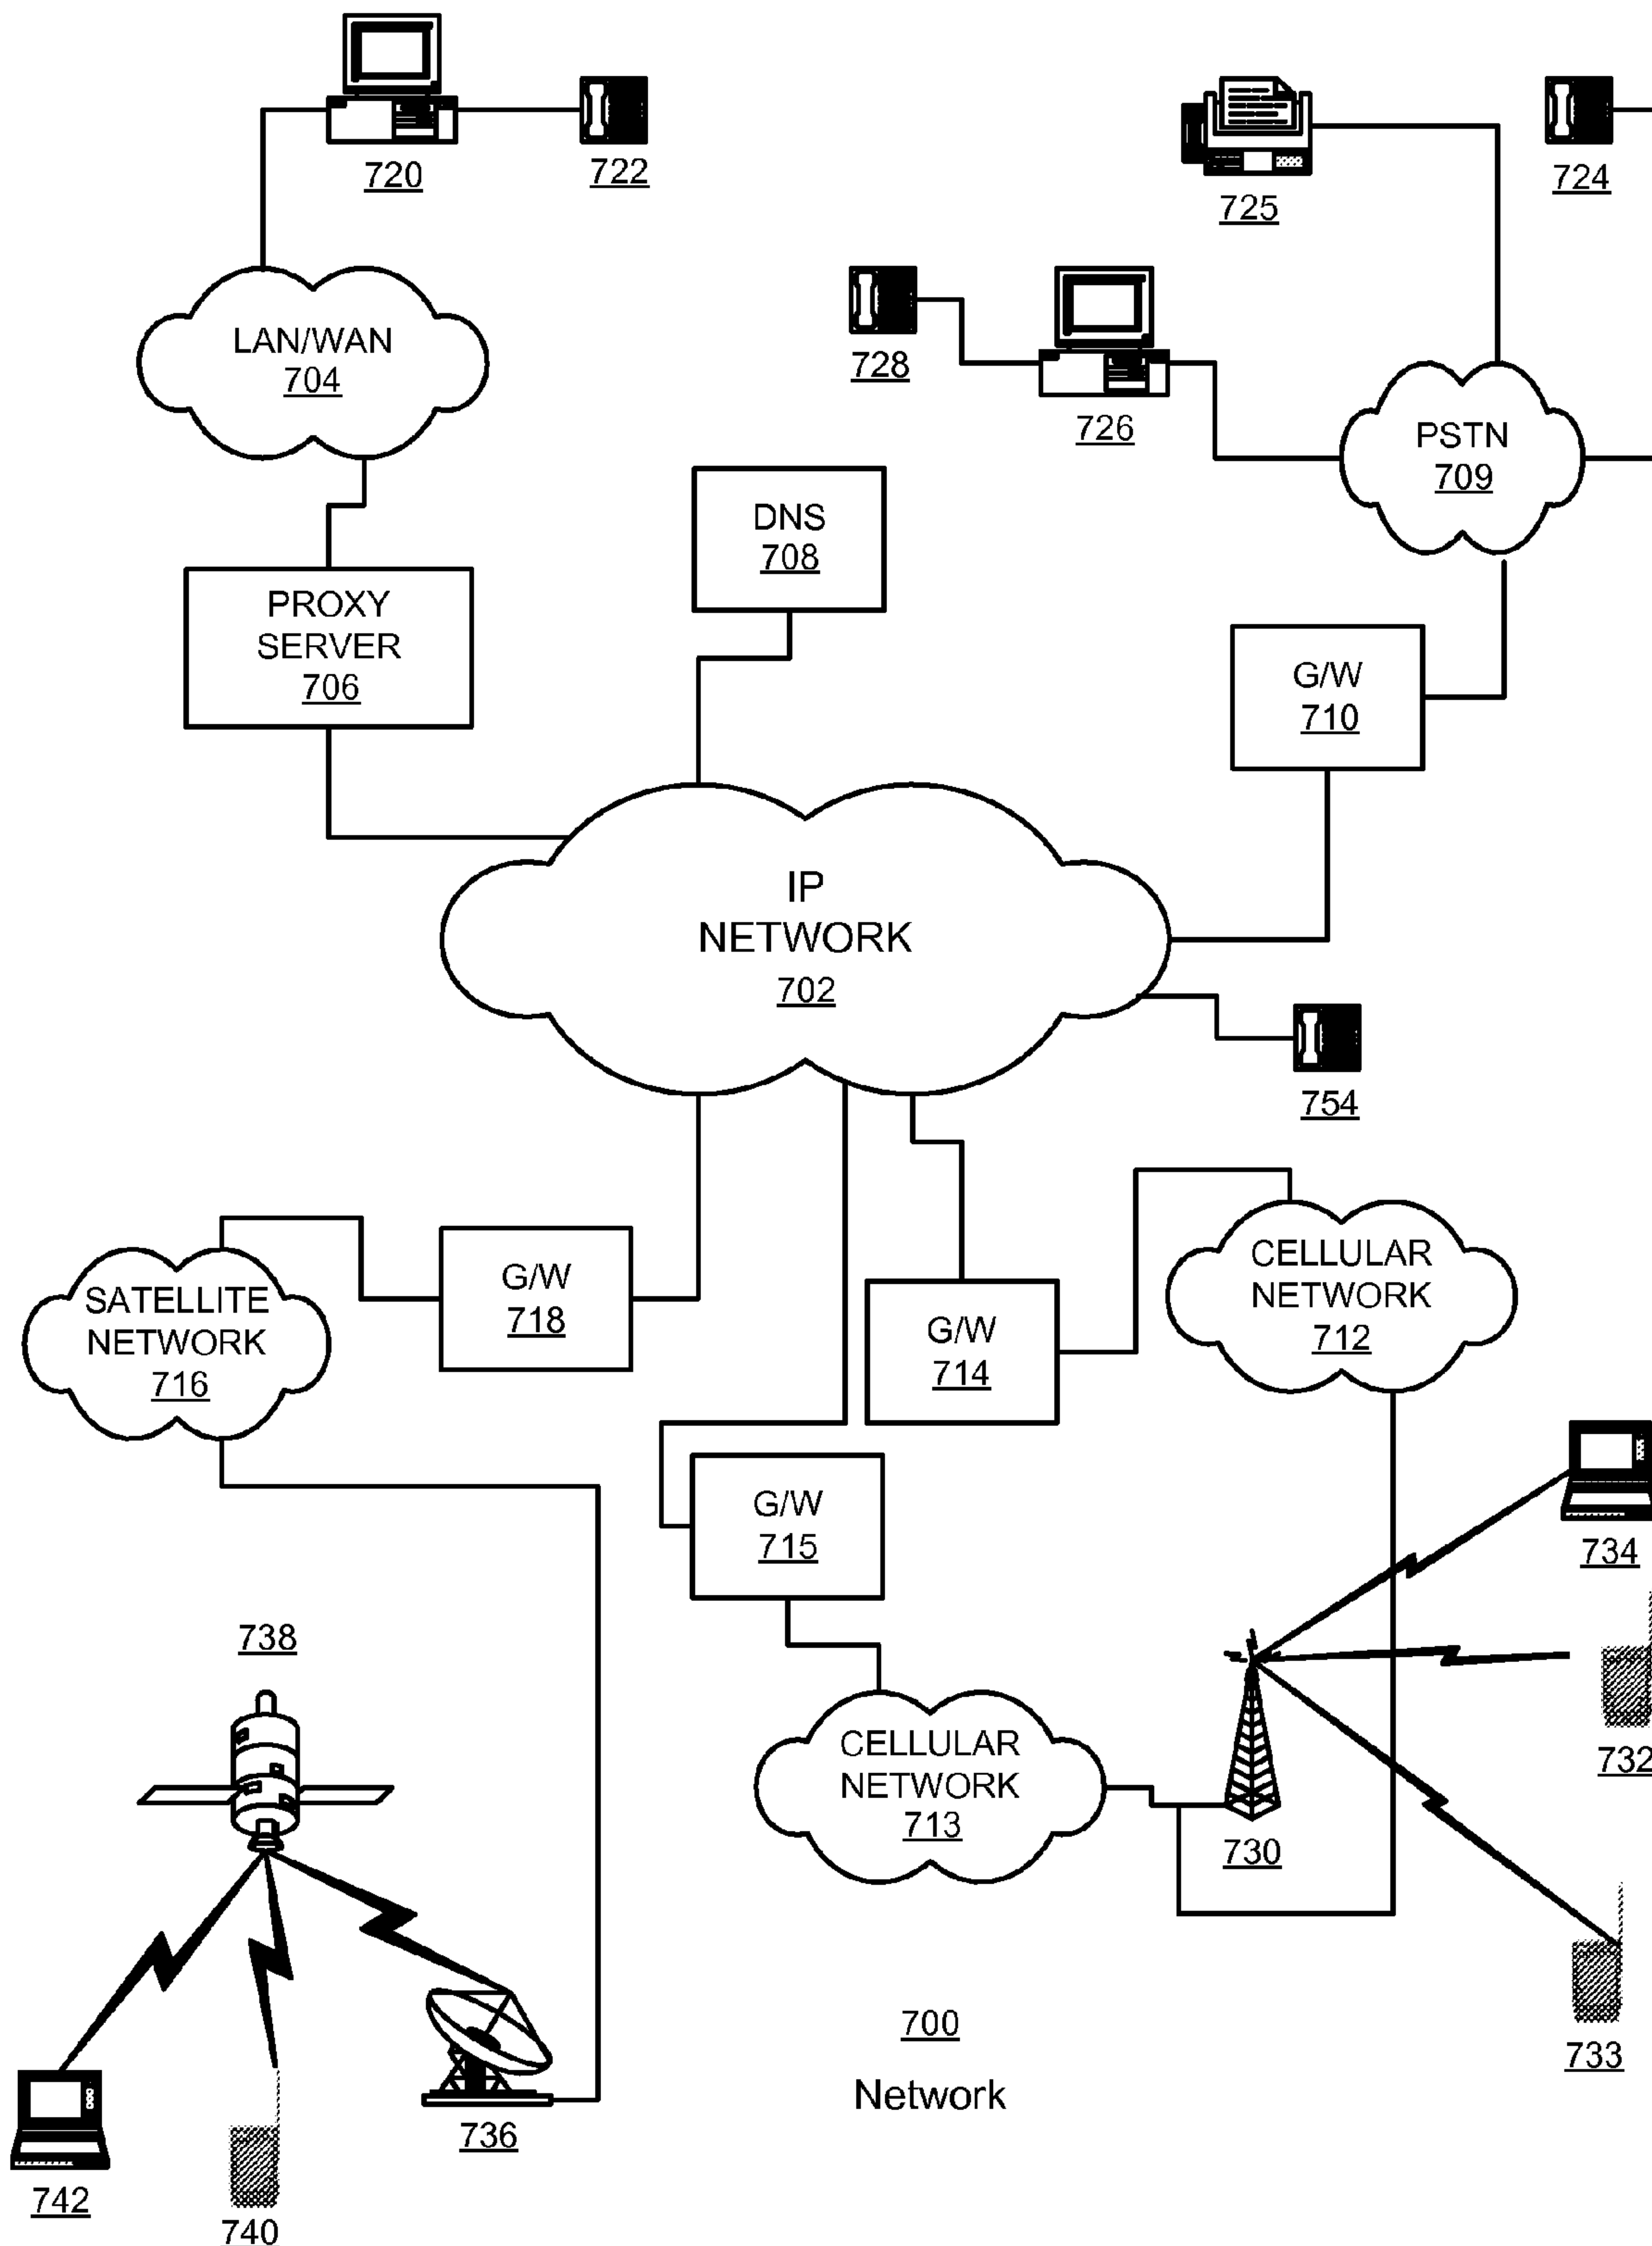 720
722
725
724
728
726
LAN/WAN
704
PSTN
709
DNS
708
PROXY
SERVER
706
G/W
710
IP
NETWORK
702
754
SATELLITE
NETWORK
716
G/W
718
G/W
714
CELLULAR
NETWORK
712
G/W
715
734
738
732
CELLULAR
NETWORK
713
730
733
700
Network
736
742
740